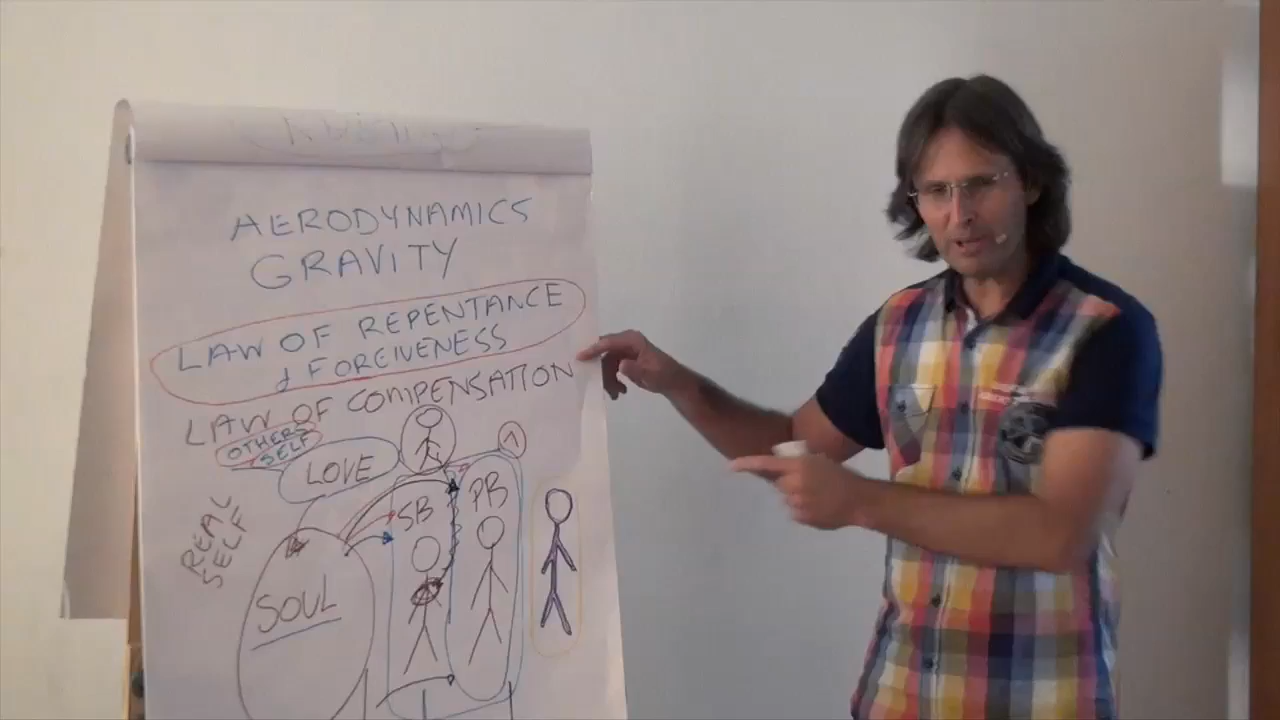 AERODYNAMICS
GRAVITY
LAW OF REPENTANCE
& FORGIVENESS
LAW OF COMPENSATION
OTHERS
SELF
LOVE
REAL
SELF
SB
PB
SOUL